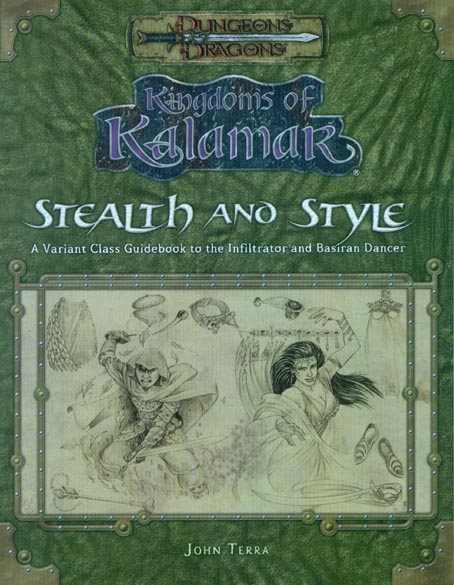 DUNGEONS
DRAGONS
Kingdoms of
Kalamar
®
STEALTH AND STYLE
A Variant Class Guidebook to the Infiltrator and Basiran Dancer
JOHN TERRA